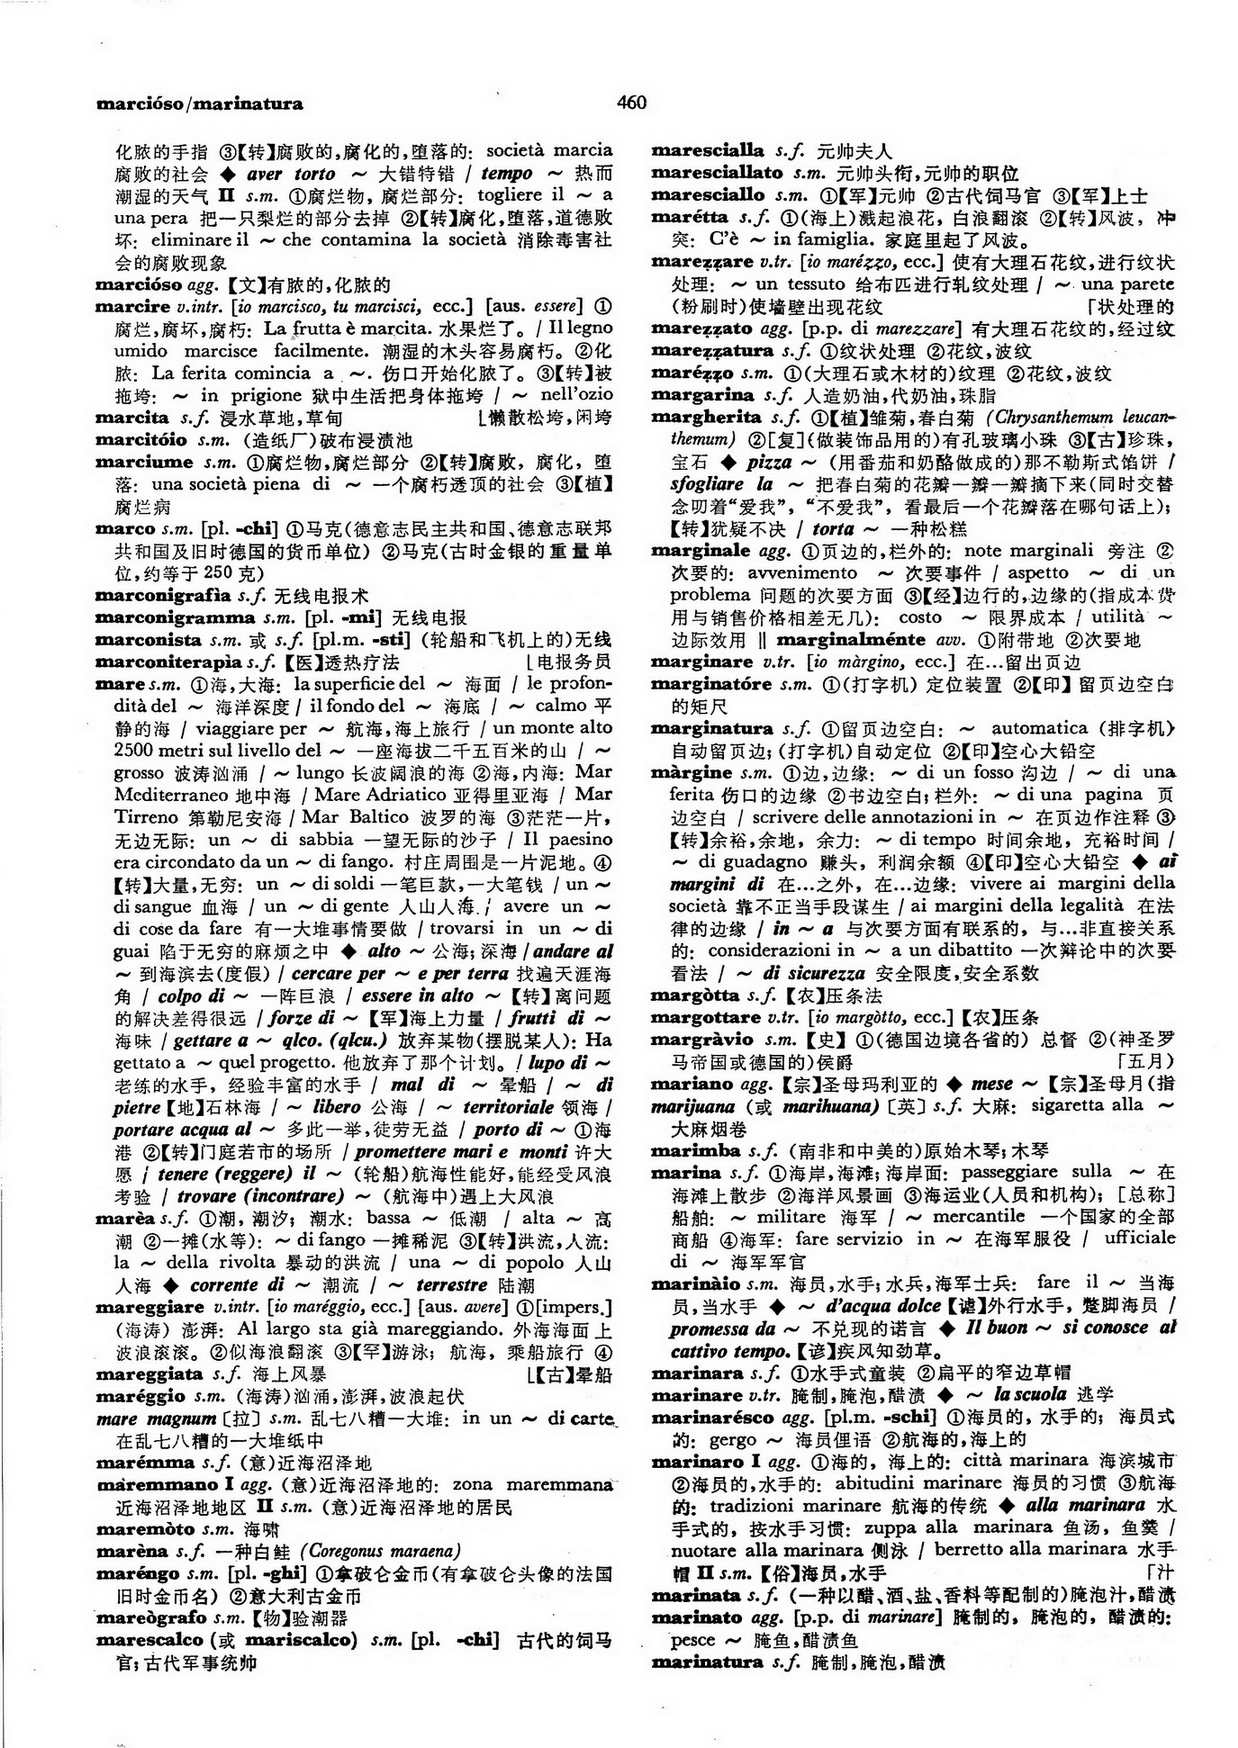 marcióso/marinatura
460
化脓的手指 ③【转】腐败的,腐化的,堕落的: società marcia
腐败的社会 ◆ aver torto ～ 大错特错 / tempo ～ 热而
潮湿的天气 II s.m. ①腐烂物, 腐烂部分: togliere il ～ a
una pera 把一只梨烂的部分去掉 ②【转】腐化,堕落,道德败
坏: eliminare il ～ che contamina la società 消除毒害社
会的腐败现象
marcióso agg. 【文】有脓的,化脓的
marcire v.intr. [io marcisco, tu marcisci, ecc.] [aus. essere] ①
腐烂,腐坏,腐朽: La frutta è marcita. 水果烂了。/ Il legno
umido marcisce facilmente. 潮湿的木头容易腐朽。②化
脓: La ferita comincia a ～. 伤口开始化脓了。③【转】被
拖垮: ～ in prigione 狱中生活把身体拖垮 / ～ nell'ozio
marcita s.f. 浸水草地,草甸 ⌊懒散松垮,闲垮
marcitóio s.m. (造纸厂)破布浸渍池
marciume s.m. ①腐烂物,腐烂部分 ②【转】腐败, 腐化, 堕
落: una società piena di ～ 一个腐朽透顶的社会 ③【植】
腐烂病
marco s.m. [pl. -chi] ①马克(德意志民主共和国、德意志联邦
共和国及旧时德国的货币单位) ②马克(古时金银的重量单
位,约等于 250 克)
marconigrafia s.f. 无线电报术
marconigramma s.m. [pl. -mi] 无线电报
marconista s.m. 或 s.f. [pl.m. -sti] (轮船和飞机上的)无线
marconiterapìa s.f. 【医】透热疗法 ⌊电报务员
mare s.m. ①海,大海: la superficie del ～ 海面 / le profon-
dità del ～ 海洋深度 / il fondo del ～ 海底 / ～ calmo 平
静的海 / viaggiare per ～ 航海,海上旅行 / un monte alto
2500 metri sul livello del ～ 一座海拔二千五百米的山 / ～
grosso 波涛汹涌 / ～ lungo 长波阔浪的海 ②海,内海: Mar
Mediterraneo 地中海 / Mare Adriatico 亚得里亚海 / Mar
Tirreno 第勒尼安海 / Mar Baltico 波罗的海 ③茫茫一片,
无边无际: un ～ di sabbia 一望无际的沙子 / Il paesino
era circondato da un ～ di fango. 村庄周围是一片泥地。④
【转】大量,无穷: un ～ di soldi 一笔巨款,一大笔钱 / un ～
di sangue 血海 / un ～ di gente 人山人海 / avere un ～
di cose da fare 有一大堆事情要做 / trovarsi in un ～ di
guai 陷于无穷的麻烦之中 ◆ alto ～ 公海; 深海 / andare al
～ 到海滨去(度假) / cercare per ～ e per terra 找遍天涯海
角 / colpo di ～ 一阵巨浪 / essere in alto ～ 【转】离问题
的解决差得很远 / forze di ～ 【军】海上力量 / frutti di ～
海味 / gettare a ～ qlco. (qlcu.) 放弃某物(摆脱某人): Ha
gettato a ～ quel progetto. 他放弃了那个计划。/ lupo di ～
老练的水手, 经验丰富的水手 / mal di ～ 晕船 / ～ di
pietre 【地】石林海 / ～ libero 公海 / ～ territoriale 领海 /
portare acqua al ～ 多此一举,徒劳无益 / porto di ～ ①海
港 ②【转】门庭若市的场所 / promettere mari e monti 许大
愿 / tenere (reggere) il ～ (轮船)航海性能好,能经受风浪
考验 / trovare (incontrare) ～ (航海中)遇上大风浪
marèa s.f. ①潮, 潮汐; 潮水: bassa ～ 低潮 / alta ～ 高
潮 ②一摊(水等): ～ di fango 一摊稀泥 ③【转】洪流,人流:
la ～ della rivolta 暴动的洪流 / una ～ di popolo 人山
人海 ◆ corrente di ～ 潮流 / ～ terrestre 陆潮
mareggiare v.intr. [io maréggio, ecc.] [aus. avere] ①[impers.]
(海涛) 澎湃: Al largo sta già mareggiando. 外海海面上
波浪滚滚。②似海浪翻滚 ③【罕】游泳; 航海, 乘船旅行 ④
mareggiata s.f. 海上风暴 ⌊【古】晕船
maréggio s.m. (海涛)汹涌,澎湃,波浪起伏
mare magnum [拉] s.m. 乱七八糟一大堆: in un ～ di carte
在乱七八糟的一大堆纸中
marémma s.f. (意)近海沼泽地
maremmano I agg. (意)近海沼泽地的: zona maremmana
近海沼泽地地区 II s.m. (意)近海沼泽地的居民
maremòto s.m. 海啸
marèna s.f. 一种白鲑 (Coregonus maraena)
maréngo s.m. [pl. -ghi] ①拿破仑金币(有拿破仑头像的法国
旧时金币名) ②意大利古金币
mareògrafo s.m. 【物】验潮器
marescalco (或 mariscalco) s.m. [pl. -chi] 古代的饲马
官; 古代军事统帅
marescialla s.f. 元帅夫人
maresciallato s.m. 元帅头衔,元帅的职位
maresciallo s.m. ①【军】元帅 ②古代饲马官 ③【军】上士
marétta s.f. ①(海上)溅起浪花, 白浪翻滚 ②【转】风波, 冲
突: C'è ～ in famiglia. 家庭里起了风波。
mareẓẓare v.tr. [io maréẓẓo, ecc.] 使有大理石花纹,进行纹状
处理: ～ un tessuto 给布匹进行轧纹处理 / ～ una parete
(粉刷时)使墙壁出现花纹 ⌈状处理的
mareẓẓato agg. [p.p. di marezzare] 有大理石花纹的,经过纹
mareẓẓatura s.f. ①纹状处理 ②花纹,波纹
maréẓẓo s.m. ①(大理石或木材的)纹理 ②花纹,波纹
margarina s.f. 人造奶油,代奶油,珠脂
margherita s.f. ①【植】雏菊,春白菊 (Chrysanthemum leucan-
themum) ②[复](做装饰品用的)有孔玻璃小珠 ③【古】珍珠,
宝石 ◆ pizza ～ (用番茄和奶酪做成的)那不勒斯式馅饼 /
sfogliare la ～ 把春白菊的花瓣一瓣一瓣摘下来(同时交替
念叨着“爱我”, “不爱我”, 看最后一个花瓣落在哪句话上);
【转】犹疑不决 / torta ～ 一种松糕
marginale agg. ①页边的,栏外的: note marginali 旁注 ②
次要的: avvenimento ～ 次要事件 / aspetto ～ di un
problema 问题的次要方面 ③【经】边行的,边缘的(指成本货
用与销售价格相差无几): costo ～ 限界成本 / utilità ～
边际效用 ‖ marginalménte avv. ①附带地 ②次要地
marginare v.tr. [io màrgino, ecc.] 在…留出页边
marginatóre s.m. ①(打字机) 定位装置 ②【印】留页边空白
的矩尺
marginatura s.f. ①留页边空白: ～ automatica (排字机)
自动留页边; (打字机)自动定位 ②【印】空心大铅空
màrgine s.m. ①边,边缘: ～ di un fosso 沟边 / ～ di una
ferita 伤口的边缘 ②书边空白; 栏外: ～ di una pagina 页
边空白 / scrivere delle annotazioni in ～ 在页边作注释 ③
【转】余裕,余地, 余力: ～ di tempo 时间余地, 充裕时间 /
～ di guadagno 赚头, 利润余额 ④【印】空心大铅空 ◆ ai
margini di 在…之外, 在…边缘: vivere ai margini della
società 靠不正当手段谋生 / ai margini della legalità 在法
律的边缘 / in ～ a 与次要方面有联系的, 与…非直接关系
的: considerazioni in ～ a un dibattito 一次辩论中的次要
看法 / ～ di sicurezza 安全限度,安全系数
margòtta s.f. 【农】压条法
margottare v.tr. [io margòtto, ecc.] 【农】压条
margràvio s.m. 【史】①(德国边境各省的) 总督 ②(神圣罗
马帝国或德国的)侯爵 ⌈五月)
mariano agg. 【宗】圣母玛利亚的 ◆ mese ～ 【宗】圣母月(指
marijuana (或 marihuana) [英] s.f. 大麻: sigaretta alla ～
大麻烟卷
marimba s.f. (南非和中美的)原始木琴; 木琴
marina s.f. ①海岸,海滩; 海岸面: passeggiare sulla ～ 在
海滩上散步 ②海洋风景画 ③海运业(人员和机构); [总称]
船舶: ～ militare 海军 / ～ mercantile 一个国家的全部
商船 ④海军: fare servizio in ～ 在海军服役 / ufficiale
di ～ 海军军官
marinàio s.m. 海员,水手; 水兵,海军士兵: fare il ～ 当海
员,当水手 ◆ ～ d'acqua dolce 【谑】外行水手, 蹩脚海员 /
promessa da ～ 不兑现的诺言 ◆ Il buon ～ si conosce al
cattivo tempo. 【谚】疾风知劲草。
marinara s.f. ①水手式童装 ②扁平的窄边草帽
marinare v.tr. 腌制,腌泡,醋渍 ◆ ～ la scuola 逃学
marinarésco agg. [pl.m. -schi] ①海员的, 水手的; 海员式
的: gergo ～ 海员俚语 ②航海的,海上的
marinaro I agg. ①海的, 海上的: città marinara 海滨城市
②海员的,水手的: abitudini marinare 海员的习惯 ③航海
的: tradizioni marinare 航海的传统 ◆ alla marinara 水
手式的, 按水手习惯: zuppa alla marinara 鱼汤, 鱼羹 /
nuotare alla marinara 侧泳 / berretto alla marinara 水手
帽 II s.m. 【俗】海员,水手 ⌈汁
marinata s.f. (一种以醋、酒、盐、香料等配制的)腌泡汁,醋渍
marinato agg. [p.p. di marinare] 腌制的, 腌泡的, 醋渍的:
pesce ～ 腌鱼,醋渍鱼
marinatura s.f. 腌制,腌泡,醋渍